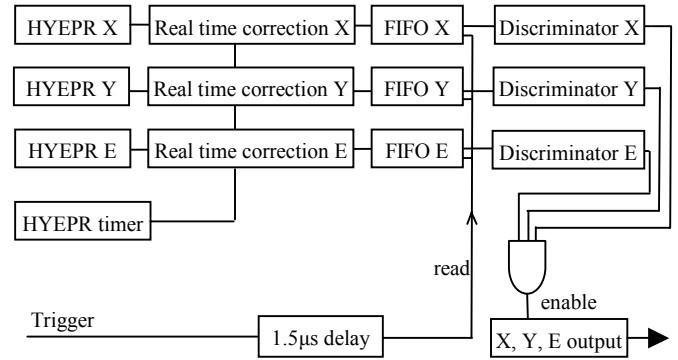 HYEPR X
Real time correction X
FIFO X
Discriminator X
HYEPR Y
Real time correction Y
FIFO Y
Discriminator Y
HYEPR E
Real time correction E
FIFO E
Discriminator E
HYEPR timer
read
enable
Trigger
1.5μs delay
X, Y, E output